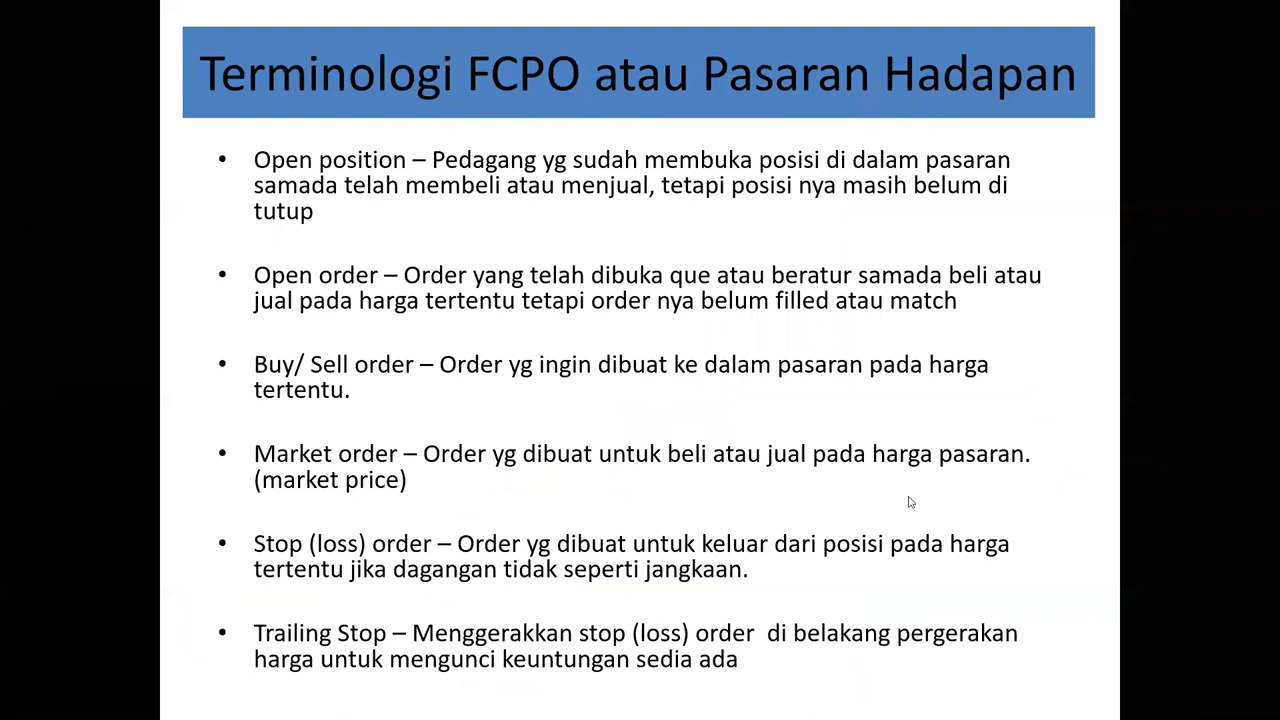 Terminologi FCPO atau Pasaran Hadapan
• Open position – Pedagang yg sudah membuka posisi di dalam pasaran
samada telah membeli atau menjual, tetapi posisi nya masih belum di
tutup
• Open order – Order yang telah dibuka que atau beratur samada beli atau
jual pada harga tertentu tetapi order nya belum filled atau match
• Buy/ Sell order – Order yg ingin dibuat ke dalam pasaran pada harga
tertentu.
• Market order – Order yg dibuat untuk beli atau jual pada harga pasaran.
(market price)
• Stop (loss) order – Order yg dibuat untuk keluar dari posisi pada harga
tertentu jika dagangan tidak seperti jangkaan.
• Trailing Stop – Menggerakkan stop (loss) order  di belakang pergerakan
harga untuk mengunci keuntungan sedia ada